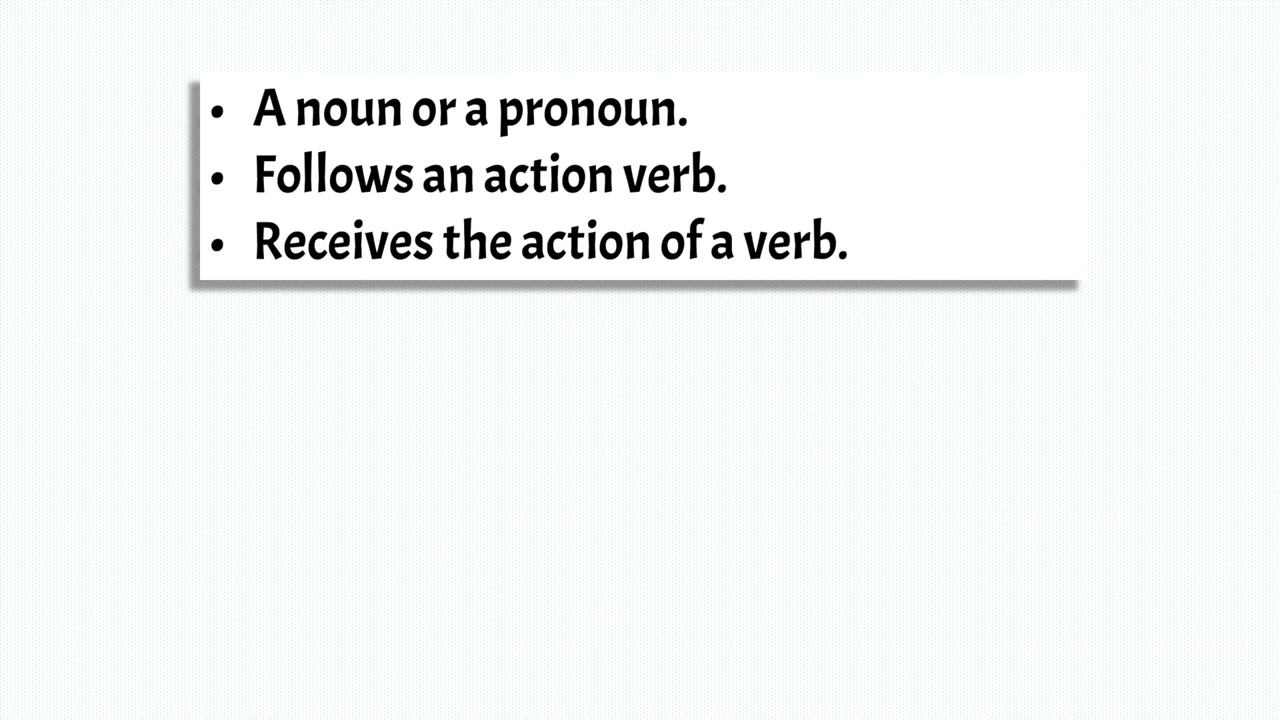 • A noun or a pronoun.
• Follows an action verb.
• Receives the action of a verb.